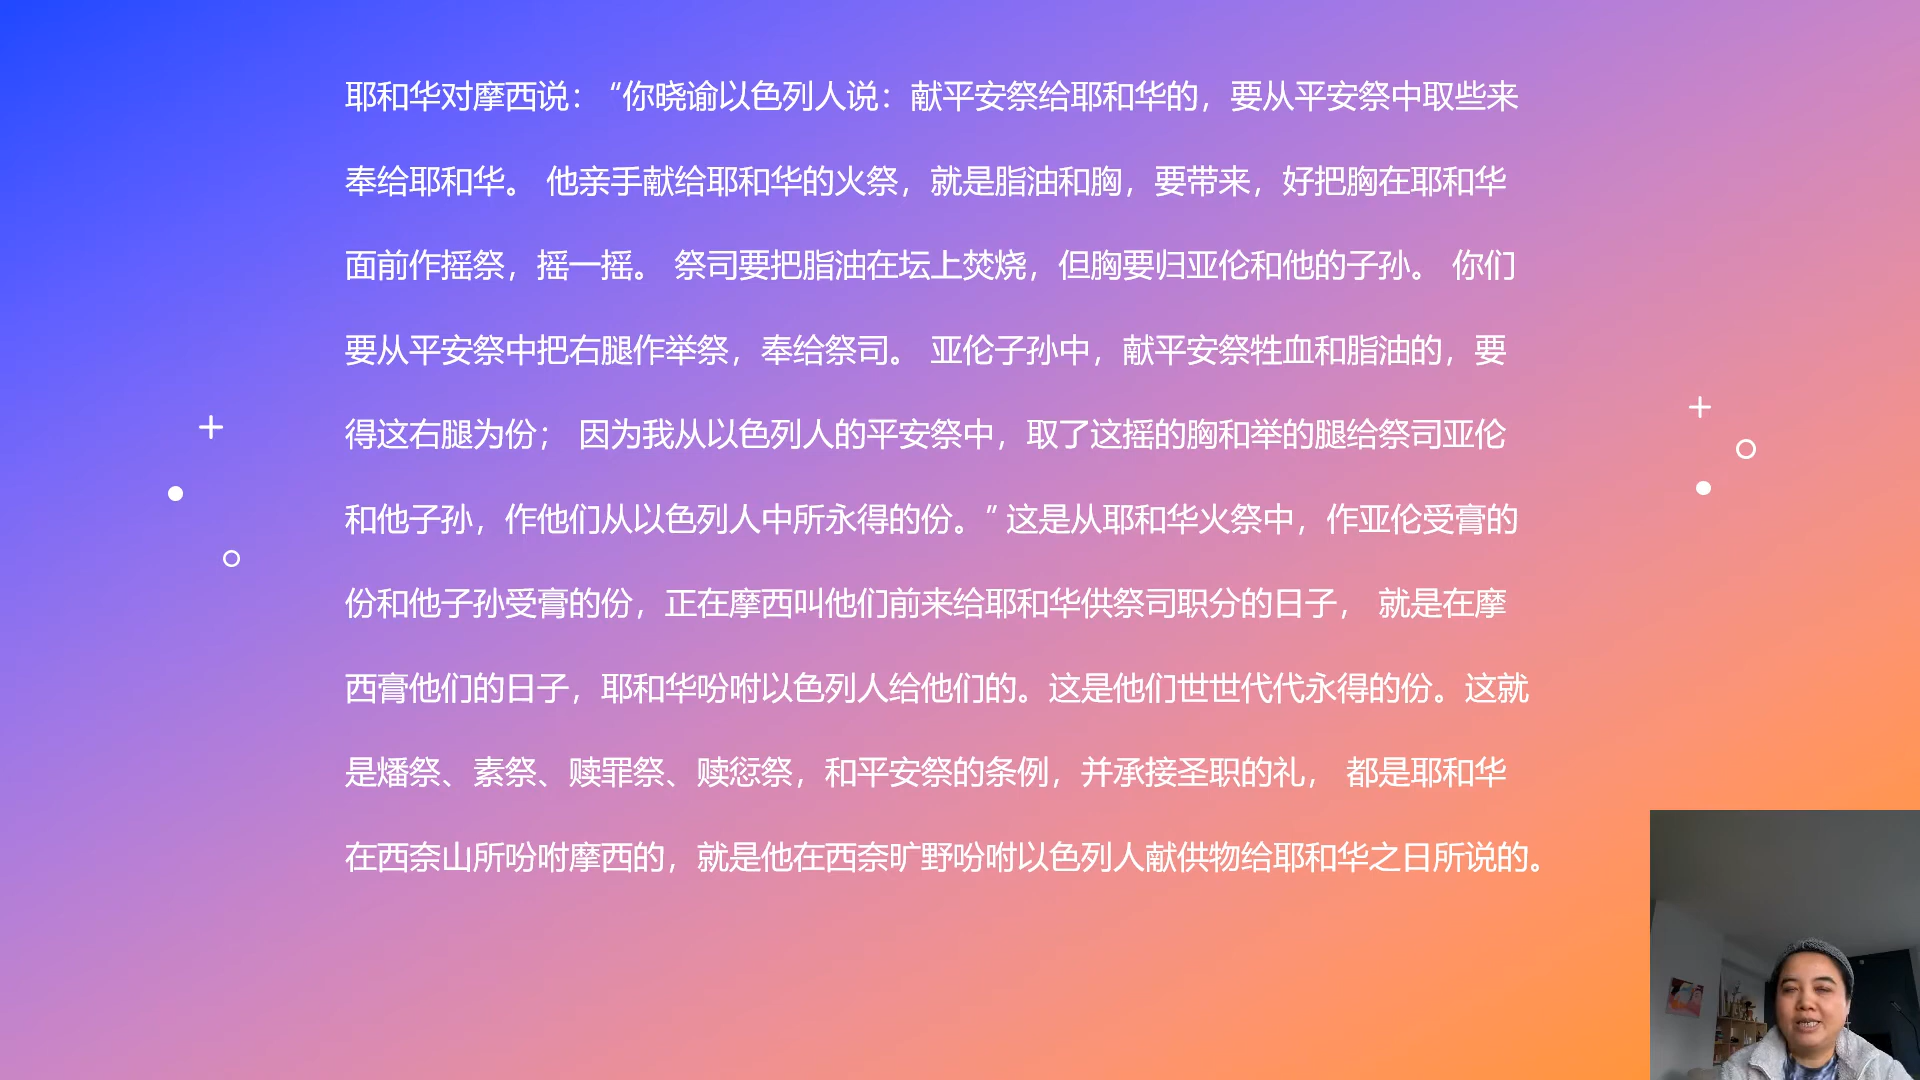 耶和华对摩西说：“你晓谕以色列人说：献平安祭给耶和华的，要从平安祭中取些来
奉给耶和华。 他亲手献给耶和华的火祭，就是脂油和胸，要带来，好把胸在耶和华
面前作摇祭，摇一摇。 祭司要把脂油在坛上焚烧，但胸要归亚伦和他的子孙。 你们
要从平安祭中把右腿作举祭，奉给祭司。 亚伦子孙中，献平安祭牲血和脂油的，要
得这右腿为份； 因为我从以色列人的平安祭中，取了这摇的胸和举的腿给祭司亚伦
和他子孙，作他们从以色列人中所永得的份。”这是从耶和华火祭中，作亚伦受膏的
份和他子孙受膏的份，正在摩西叫他们前来给耶和华供祭司职分的日子， 就是在摩
西膏他们的日子，耶和华吩咐以色列人给他们的。这是他们世世代代永得的份。这就
是燔祭、素祭、赎罪祭、赎愆祭，和平安祭的条例，并承接圣职的礼， 都是耶和华
在西奈山所吩咐摩西的，就是他在西奈旷野吩咐以色列人献供物给耶和华之日所说的。